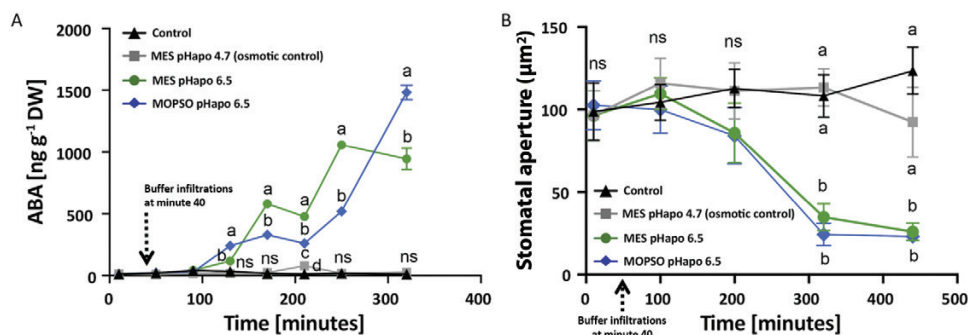 A
ABA [ng g⁻¹ DW]
2000
1500
1000
500
0
Control
MES pHapo 4.7 (osmotic control)
MES pHapo 6.5
MOPSO pHapo 6.5
Buffer infiltrations
at minute 40
a
b
ns
a
b
a
b
c
d
a
b
ns
a
b
ns
ns
0
100
200
300
400
Time [minutes]
B
Stomatal aperture (µm²)
150
100
50
0
ns
ns
ns
a
a
b
b
a
a
b
b
Control
MES pHapo 4.7 (osmotic control)
MES pHapo 6.5
MOPSO pHapo 6.5
0
100
200
300
400
500
Time [minutes]
Buffer infiltrations
at minute 40